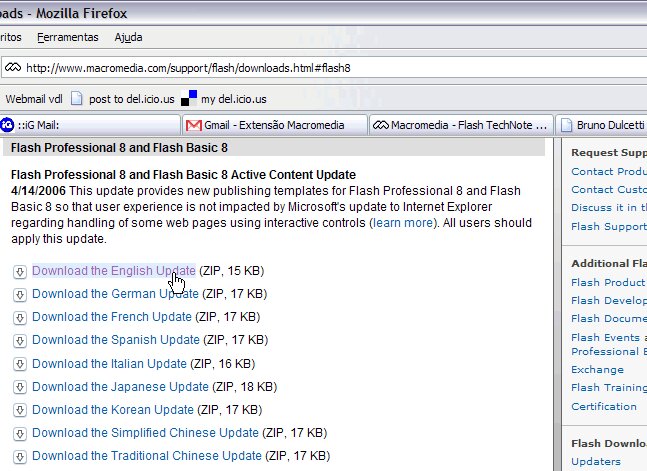 oads - Mozilla Firefox
ritos Ferramentas Ajuda
http://www.macromedia.com/support/flash/downloads.html#flash8
Webmail vdl post to del.icio.us my del.icio.us
::iG Mail: Gmail - Extensão Macromedia Macromedia - Flash TechNote ... Bruno Dulcetti
Flash Professional 8 and Flash Basic 8
Flash Professional 8 and Flash Basic 8 Active Content Update
4/14/2006 This update provides new publishing templates for Flash Professional 8 and Flash
Basic 8 so that user experience is not impacted by Microsoft's update to Internet Explorer
regarding handling of some web pages using interactive controls (learn more). All users should
apply this update.
Download the English Update (ZIP, 15 KB)
Download the German Update (ZIP, 17 KB)
Download the French Update (ZIP, 17 KB)
Download the Spanish Update (ZIP, 17 KB)
Download the Italian Update (ZIP, 16 KB)
Download the Japanese Update (ZIP, 18 KB)
Download the Korean Update (ZIP, 17 KB)
Download the Simplified Chinese Update (ZIP, 17 KB)
Download the Traditional Chinese Update (ZIP, 17 KB)
Request Supp
Contact Produ
Contact Custo
Discuss it in th
Flash Support
Additional Fla
Flash Product
Flash Develop
Flash Docume
Flash Events a
Professional E
Exchange
Flash Training
Certification
Flash Downloa
Updaters